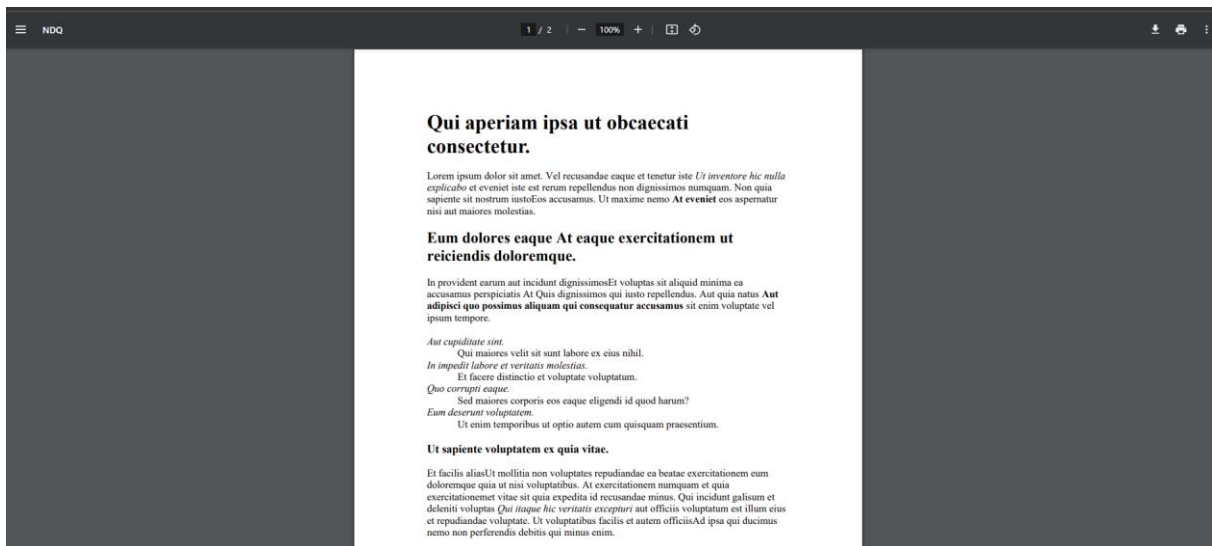 NDQ
1 / 2
100%
Qui aperiam ipsa ut obcaecati
consectetur.
Lorem ipsum dolor sit amet. Vel recusandae eaque et tenetur iste Ut inventore hic nulla
explicabo et eveniet iste est rerum repellendus non dignissimos numquam. Non quia
sapiente sit nostrum iustoEos accusamus. Ut maxime nemo At eveniet eos aspernatur
nisi aut maiores molestias.
Eum dolores eaque At eaque exercitationem ut
reiciendis doloremque.
In provident earum aut incidunt dignissimosEt voluptas sit aliquid minima ea
accusamus perspiciatis At Quis dignissimos qui iusto repellendus. Aut quia natus Aut
adipisci quo possimus aliquam qui consequatur accusamus sit enim voluptate vel
ipsum tempore.
Aut cupiditate sint.
Qui maiores velit sit sunt labore ex eius nihil.
In impedit labore et veritatis molestias.
Et facere distinctio et voluptate voluptatum.
Quo corrupti eaque.
Sed maiores corporis eos eaque eligendi id quod harum?
Eum deserunt voluptatem.
Ut enim temporibus ut optio autem cum quisquam praesentium.
Ut sapiente voluptatem ex quia vitae.
Et facilis aliasUt mollitia non voluptates repudiandae ea beatae exercitationem eum
doloremque quia ut nisi voluptatibus. At exercitationem numquam et quia
exercitationemet vitae sit quia expedita id recusandae minus. Qui incidunt galisum et
deleniti voluptas Qui itaque hic veritatis excepturi aut officiis voluptatum est illum eius
et repudiandae voluptate. Ut voluptatibus facilis et autem officiisAd ipsa qui ducimus
nemo non perferendis debitis qui minus enim.